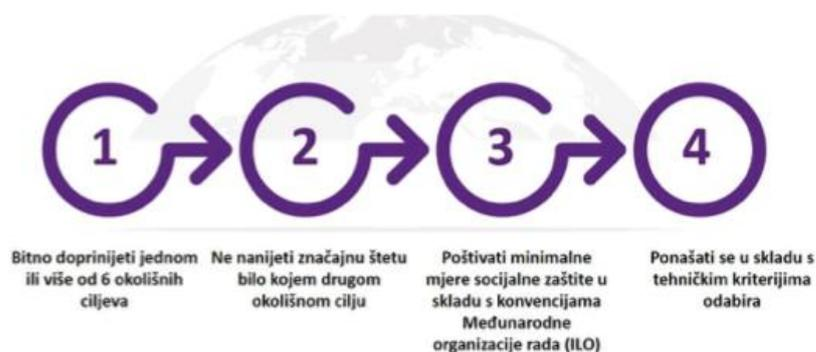 1
2
3
4
Bitno doprinijeti jednom
ili više od 6 okolišnih
ciljeva
Ne nanijeti značajnu štetu
bilo kojem drugom
okolišnom cilju
Poštivati minimalne
mjere socijalne zaštite u
skladu s konvencijama
Međunarodne
organizacije rada (ILO)
Ponašati se u skladu s
tehničkim kriterijima
odabira